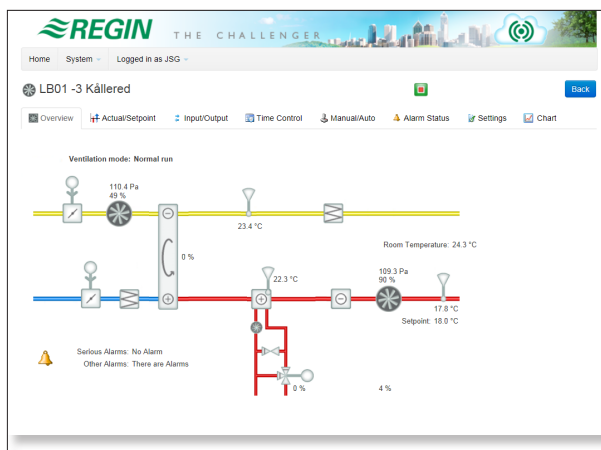 REGIN THE CHALLENGER
Home System Logged in as JSG
LB01 -3 Kållered
Back
Overview Actual/Setpoint Input/Output Time Control Manual/Auto Alarm Status Settings Chart
Ventilation mode: Normal run
110.4 Pa
49 %
23.4 °C
Room Temperature: 24.3 °C
0 %
22.3 °C
109.3 Pa
90 %
17.8 °C
Setpoint: 18.0 °C
Serious Alarms: No Alarm
Other Alarms: There are Alarms
0 % 4 %